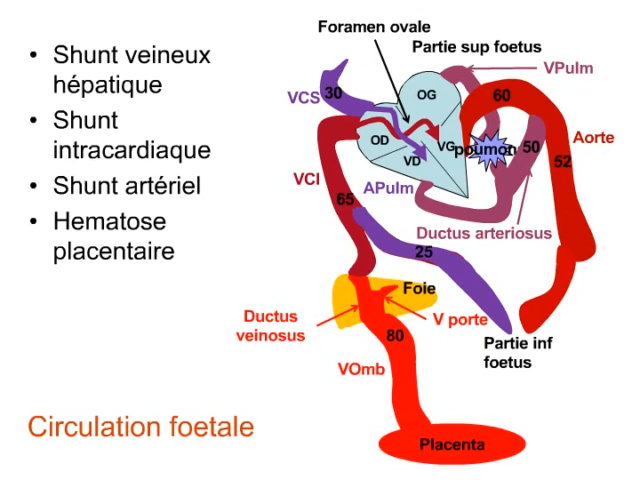 • Shunt veineux
hépatique
• Shunt
intracardiaque
• Shunt artériel
• Hematose
placentaire
Circulation foetale
Foramen ovale
Partie sup foetus
VPulm
VCS
30
OG
60
OD
VG
poumon
50
Aorte
VD
52
VCI
APulm
65
Ductus arteriosus
25
Foie
Ductus
veinosus
V porte
80
Partie inf
foetus
VOmb
Placenta